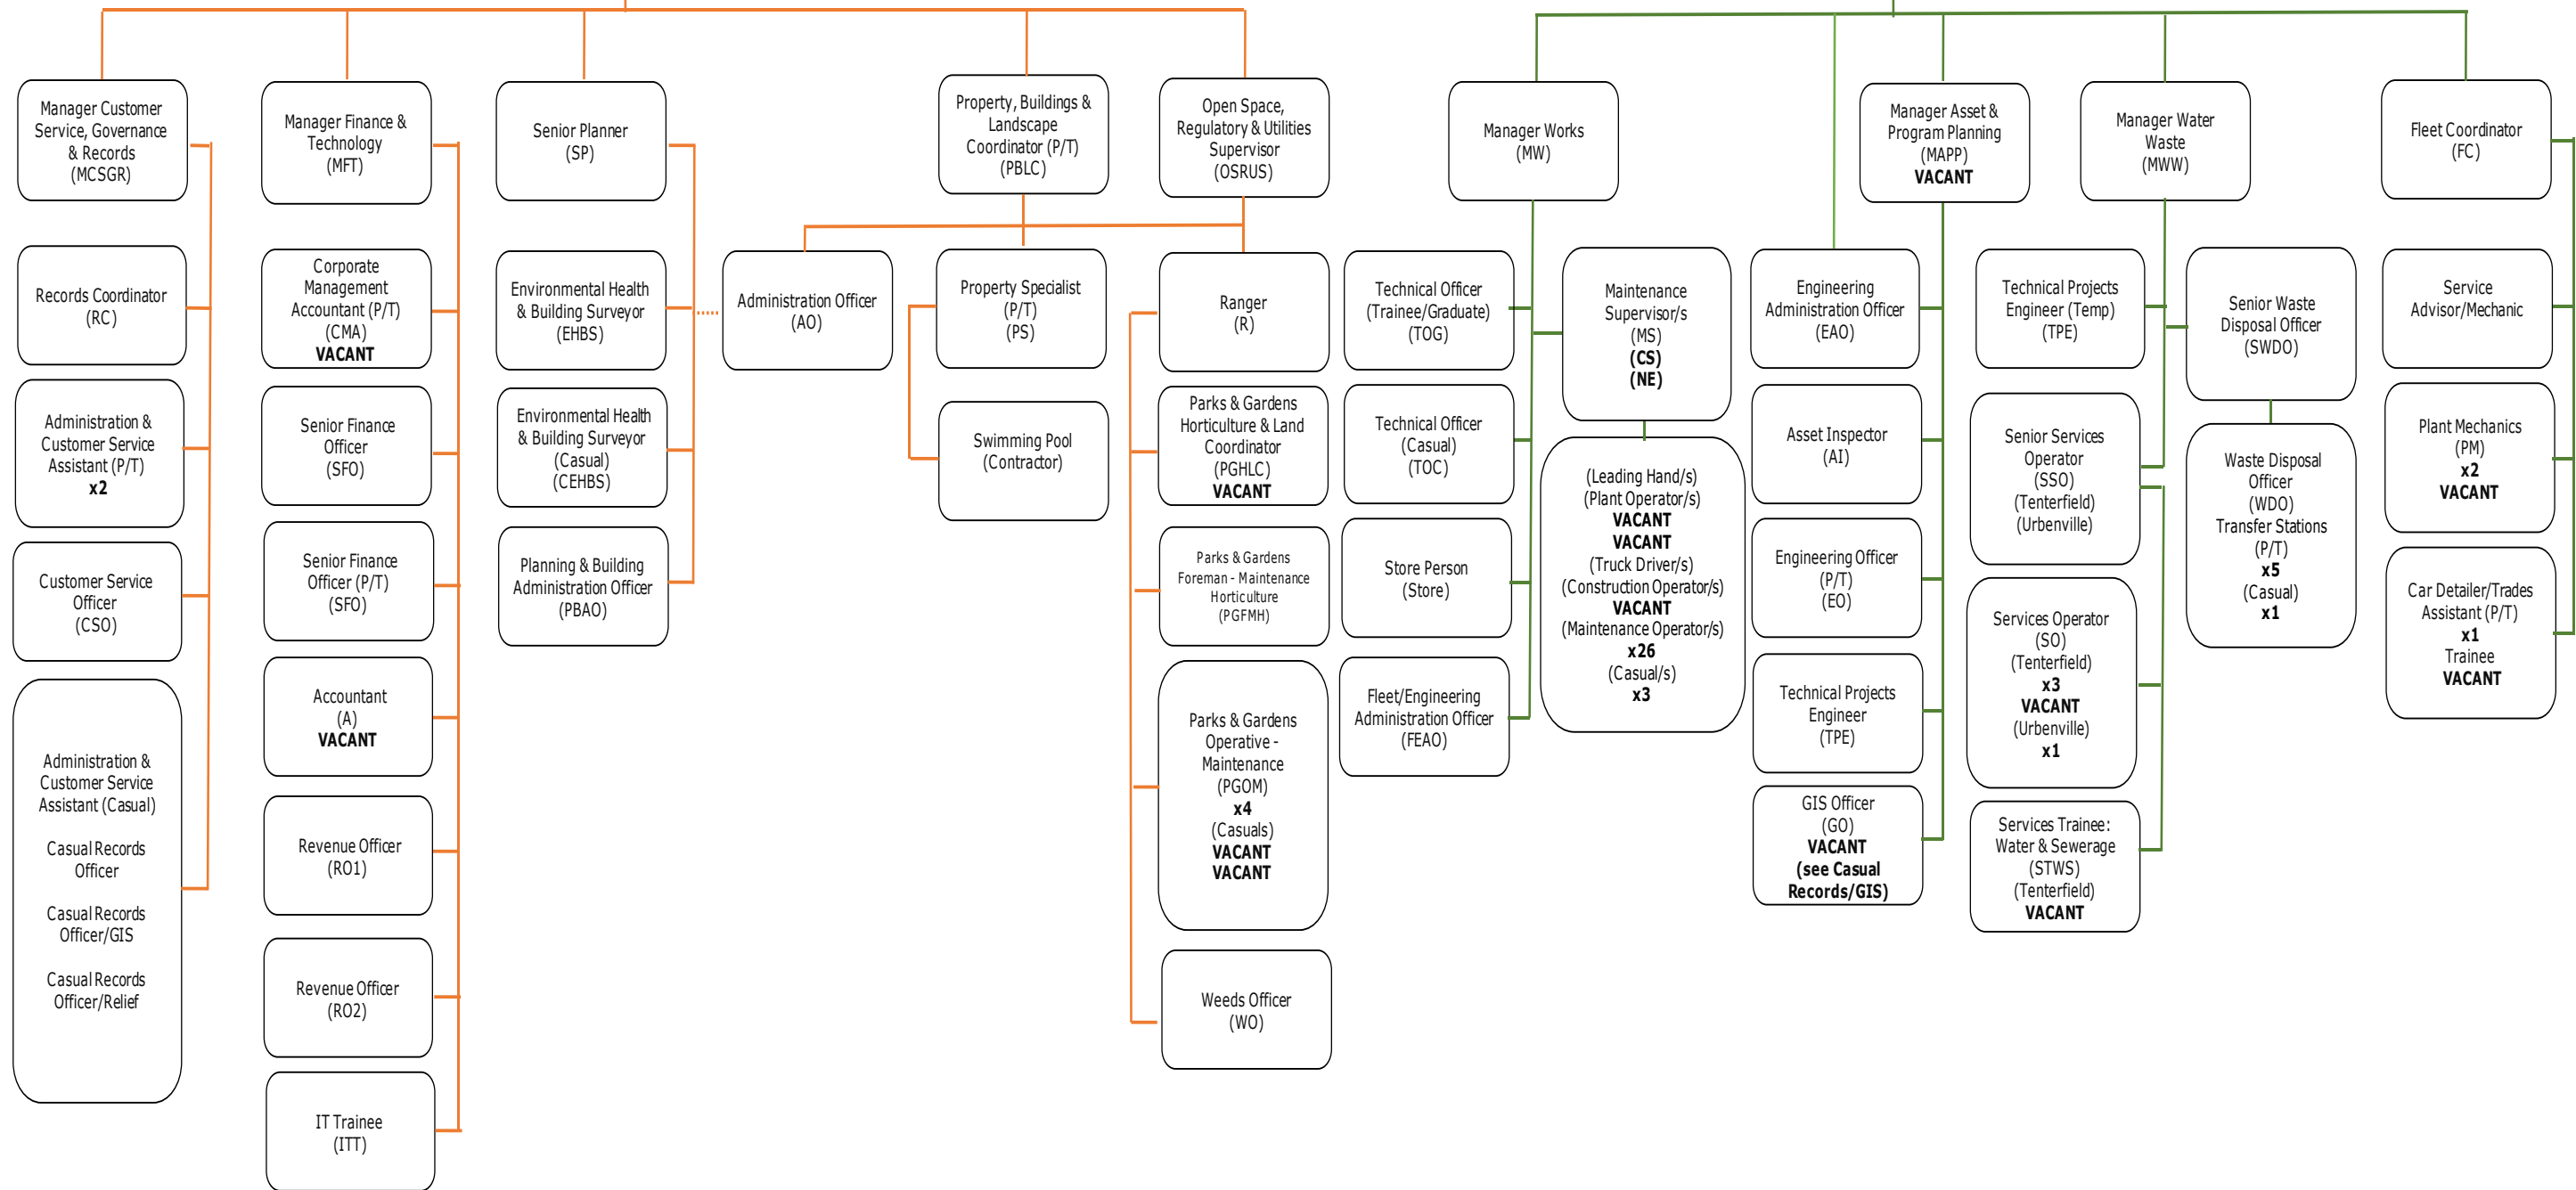 Manager Customer
Service, Governance
& Records
(MCSGR)
Records Coordinator
(RC)
Administration &
Customer Service
Assistant (P/T)
x2
Customer Service
Officer
(CSO)
Administration &
Customer Service
Assistant (Casual)
Casual Records
Officer
Casual Records
Officer/GIS
Casual Records
Officer/Relief
Manager Finance &
Technology
(MFT)
Corporate
Management
Accountant (P/T)
(CMA)
VACANT
Senior Finance
Officer
(SFO)
Senior Finance
Officer (P/T)
(SFO)
Accountant
(A)
VACANT
Revenue Officer
(RO1)
Revenue Officer
(RO2)
IT Trainee
(ITT)
Senior Planner
(SP)
Environmental Health
& Building Surveyor
(EHBS)
Environmental Health
& Building Surveyor
(Casual)
(CEHBS)
Planning & Building
Administration Officer
(PBAO)
Administration Officer
(AO)
Property, Buildings &
Landscape
Coordinator (P/T)
(PBLC)
Property Specialist
(P/T)
(PS)
Swimming Pool
(Contractor)
Open Space,
Regulatory & Utilities
Supervisor
(OSRUS)
Ranger
(R)
Parks & Gardens
Horticulture & Land
Coordinator
(PGHLC)
VACANT
Parks & Gardens
Foreman - Maintenance
Horticulture
(PGFMH)
Parks & Gardens
Operative -
Maintenance
(PGOM)
x4
(Casuals)
VACANT
VACANT
Weeds Officer
(WO)
Manager Works
(MW)
Technical Officer
(Trainee/Graduate)
(TOG)
Technical Officer
(Casual)
(TOC)
Store Person
(Store)
Fleet/Engineering
Administration Officer
(FEAO)
Maintenance
Supervisor/s
(MS)
(CS)
(NE)
(Leading Hand/s)
(Plant Operator/s)
VACANT
VACANT
(Truck Driver/s)
(Construction Operator/s)
VACANT
(Maintenance Operator/s)
x26
(Casual/s)
x3
Manager Asset &
Program Planning
(MAPP)
VACANT
Engineering
Administration Officer
(EAO)
Asset Inspector
(AI)
Engineering Officer
(P/T)
(EO)
Technical Projects
Engineer
(TPE)
GIS Officer
(GO)
VACANT
(see Casual
Records/GIS)
Manager Water
Waste
(MWW)
Technical Projects
Engineer (Temp)
(TPE)
Senior Services
Operator
(SSO)
(Tenterfield)
(Urbenville)
Services Operator
(SO)
(Tenterfield)
x3
VACANT
(Urbenville)
x1
Services Trainee:
Water & Sewerage
(STWS)
(Tenterfield)
VACANT
Senior Waste
Disposal Officer
(SWDO)
Waste Disposal
Officer
(WDO)
Transfer Stations
(P/T)
x5
(Casual)
x1
Fleet Coordinator
(FC)
Service
Advisor/Mechanic
Plant Mechanics
(PM)
x2
VACANT
Car Detailer/Trades
Assistant (P/T)
x1
Trainee
VACANT